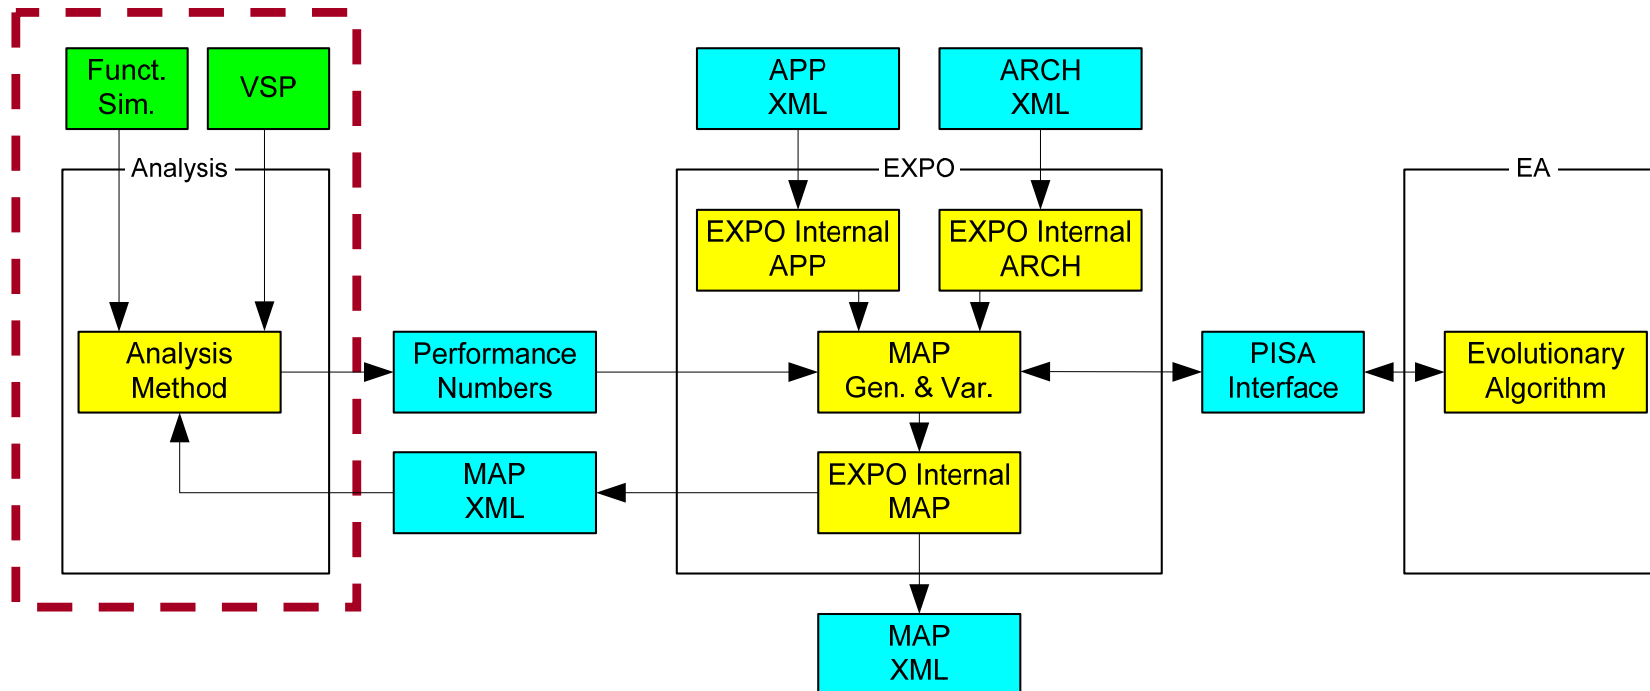 Funct.
Sim.
VSP
APP
XML
ARCH
XML
Analysis
EXPO
EA
EXPO Internal
APP
EXPO Internal
ARCH
Analysis
Method
Performance
Numbers
MAP
Gen. & Var.
PISA
Interface
Evolutionary
Algorithm
MAP
XML
EXPO Internal
MAP
MAP
XML